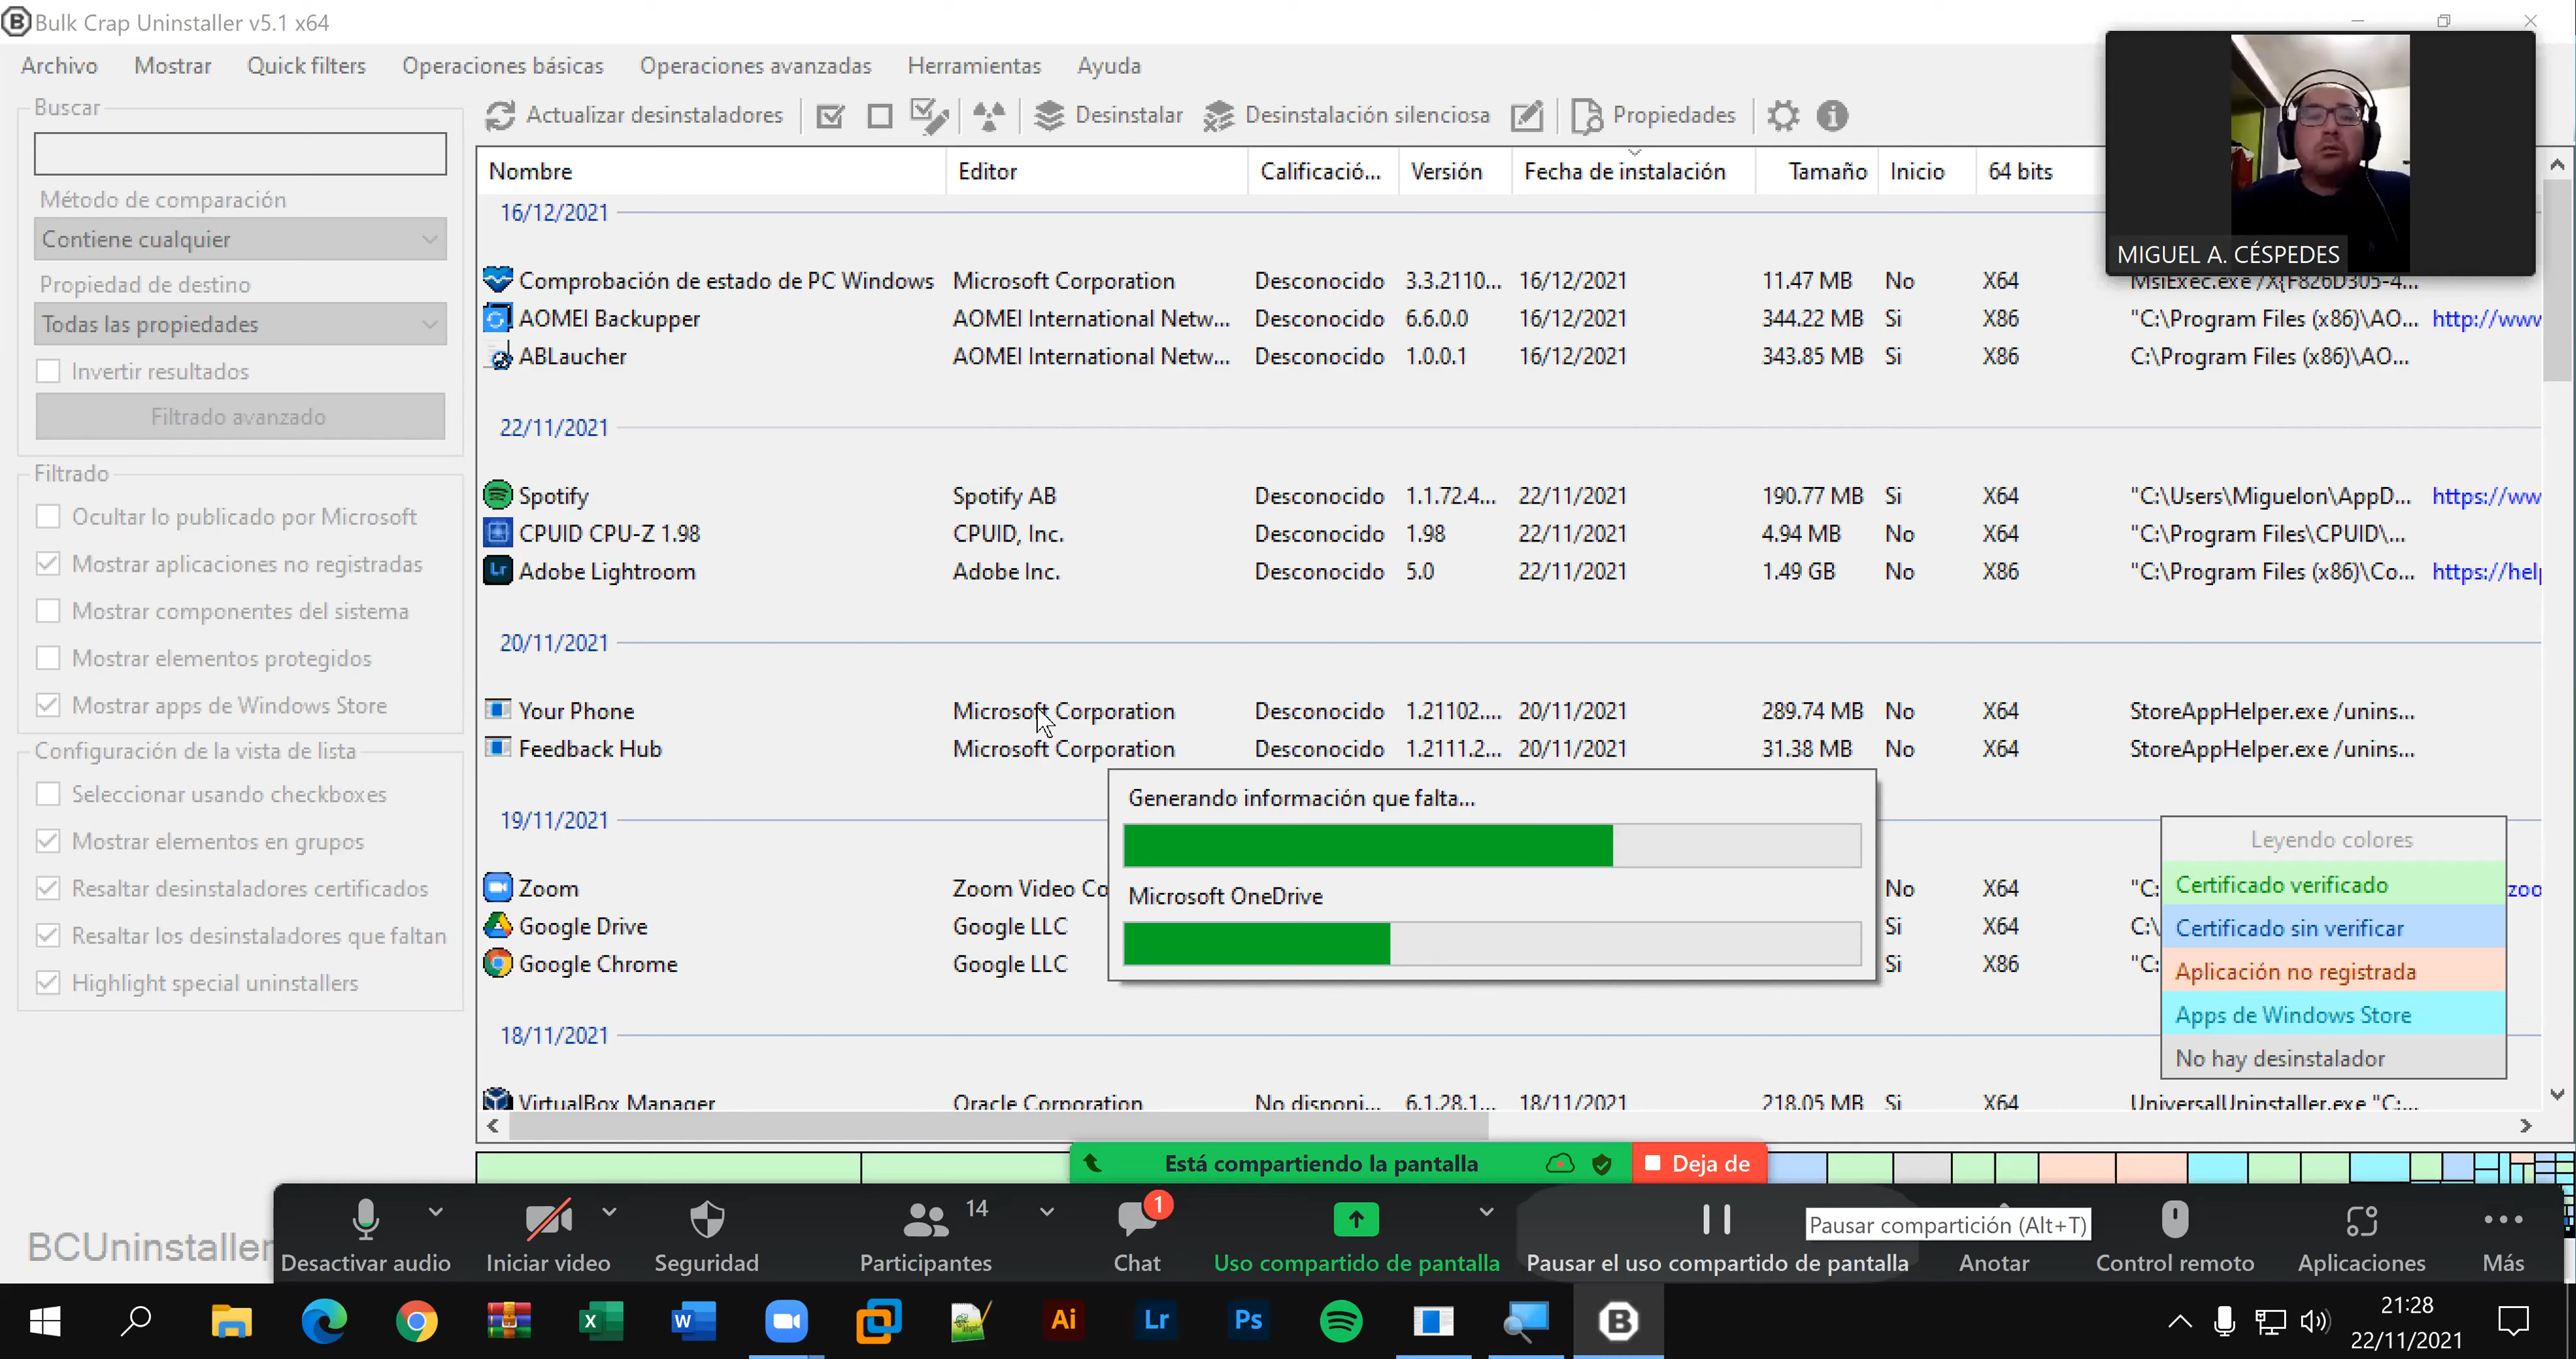 Bulk Crap Uninstaller v5.1 x64
Archivo Mostrar Quick filters Operaciones básicas Operaciones avanzadas Herramientas Ayuda
Actualizar desinstaladores Desinstalar Desinstalación silenciosa Propiedades
Buscar
Método de comparación
Contiene cualquier
Propiedad de destino
Todas las propiedades
Invertir resultados
Filtrado avanzado
Filtrado
Ocultar lo publicado por Microsoft
Mostrar aplicaciones no registradas
Mostrar componentes del sistema
Mostrar elementos protegidos
Mostrar apps de Windows Store
Configuración de la vista de lista
Seleccionar usando checkboxes
Mostrar elementos en grupos
Resaltar desinstaladores certificados
Resaltar los desinstaladores que faltan
Highlight special uninstallers
BCUninstaller
Nombre Editor Calificació... Versión Fecha de instalación Tamaño Inicio 64 bits
16/12/2021
Comprobación de estado de PC Windows Microsoft Corporation Desconocido 3.3.2110... 16/12/2021 11.47 MB No X64 MsiExec.exe /X{F826D305-4...
AOMEI Backupper AOMEI International Netw... Desconocido 6.6.0.0 16/12/2021 344.22 MB Si X86 "C:\Program Files (x86)\AO... http://www
ABLaucher AOMEI International Netw... Desconocido 1.0.0.1 16/12/2021 343.85 MB Si X86 C:\Program Files (x86)\AO...
22/11/2021
Spotify Spotify AB Desconocido 1.1.72.4... 22/11/2021 190.77 MB Si X64 "C:\Users\Miguelon\AppD... https://ww
CPUID CPU-Z 1.98 CPUID, Inc. Desconocido 1.98 22/11/2021 4.94 MB No X64 "C:\Program Files\CPUID\...
Adobe Lightroom Adobe Inc. Desconocido 5.0 22/11/2021 1.49 GB No X86 "C:\Program Files (x86)\Co... https://help
20/11/2021
Your Phone Microsoft Corporation Desconocido 1.21102.... 20/11/2021 289.74 MB No X64 StoreAppHelper.exe /unins...
Feedback Hub Microsoft Corporation Desconocido 1.2111.2... 20/11/2021 31.38 MB No X64 StoreAppHelper.exe /unins...
19/11/2021
Zoom Zoom Video Co No X64 "C: zoo
Google Drive Google LLC Si X64 C:\
Google Chrome Google LLC Si X86 "C:
18/11/2021
VirtualBox Manager Oracle Corporation No disponi... 6.1.28.1... 18/11/2021 218.05 MB Si X64 UniversalUninstaller.exe "C:...
Generando información que falta...
Microsoft OneDrive
Leyendo colores
Certificado verificado
Certificado sin verificar
Aplicación no registrada
Apps de Windows Store
No hay desinstalador
MIGUEL A. CÉSPEDES
Está compartiendo la pantalla Deja de
14 1
Pausar compartición (Alt+T)
Desactivar audio Iniciar video Seguridad Participantes Chat Uso compartido de pantalla Pausar el uso compartido de pantalla Anotar Control remoto Aplicaciones Más
Ai Lr Ps
21:28
22/11/2021